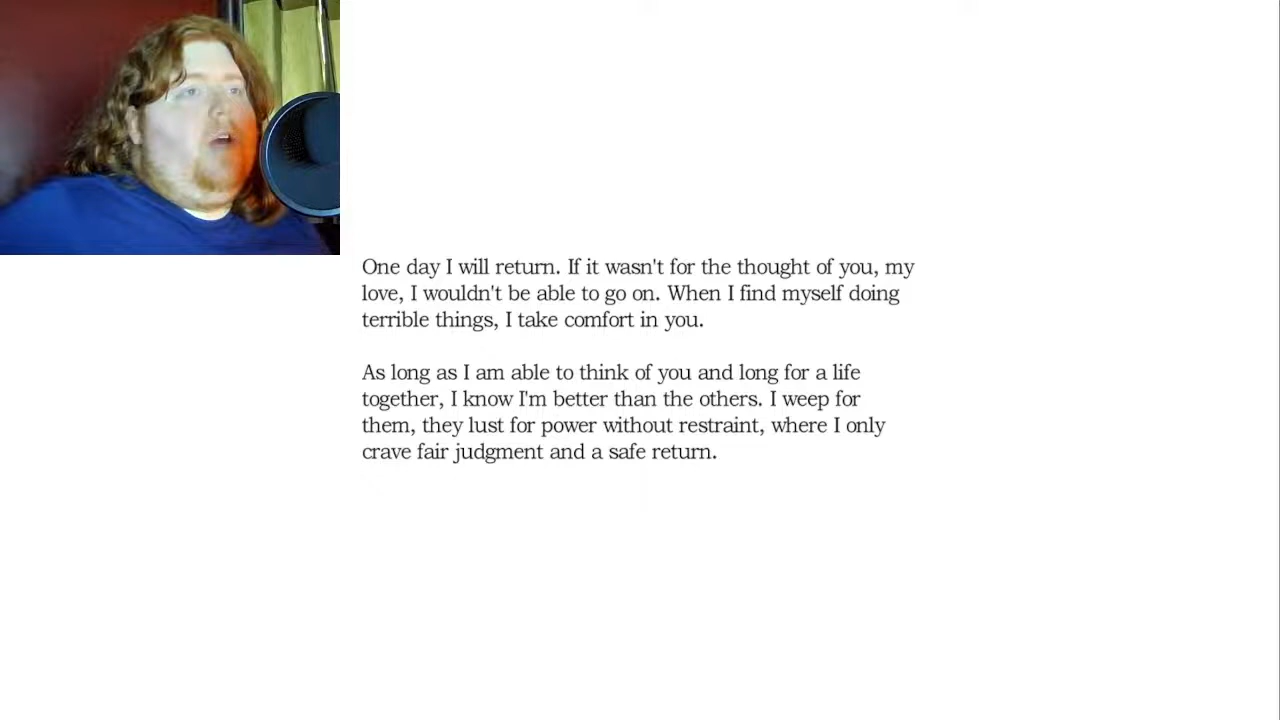 One day I will return. If it wasn't for the thought of you, my
love, I wouldn't be able to go on. When I find myself doing
terrible things, I take comfort in you.
As long as I am able to think of you and long for a life
together, I know I'm better than the others. I weep for
them, they lust for power without restraint, where I only
crave fair judgment and a safe return.